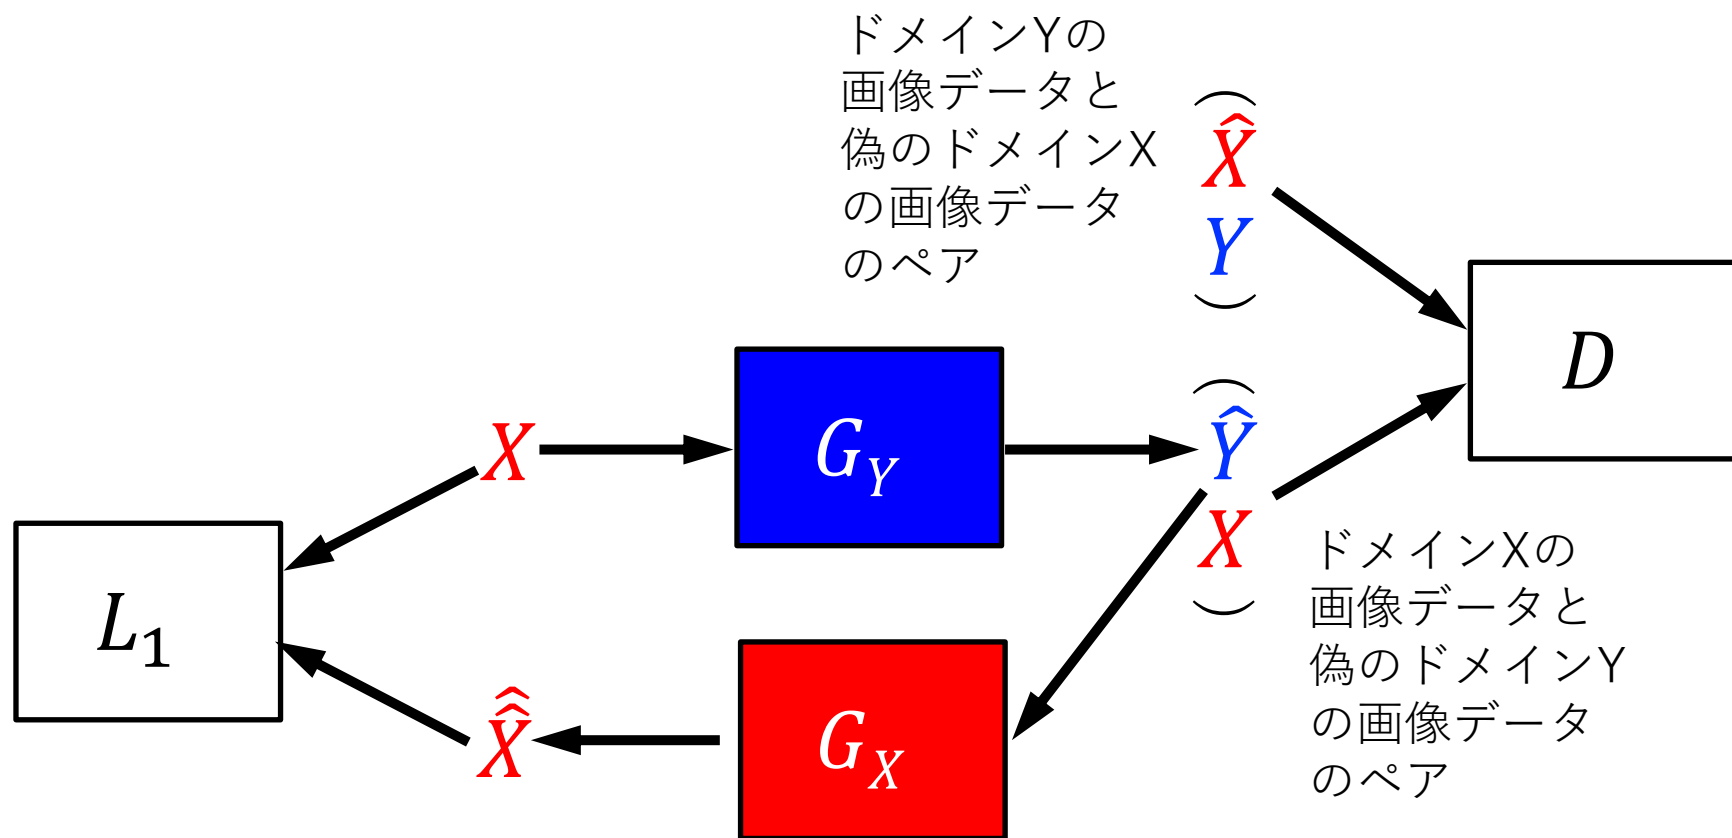 ドメインYの
画像データと
偽のドメインX
の画像データ
のペア
(
X̂
Y
)
D
X
G_Y
(
Ŷ
X
)
L₁
ドメインXの
画像データと
偽のドメインY
の画像データ
のペア
X̂̂
G_X